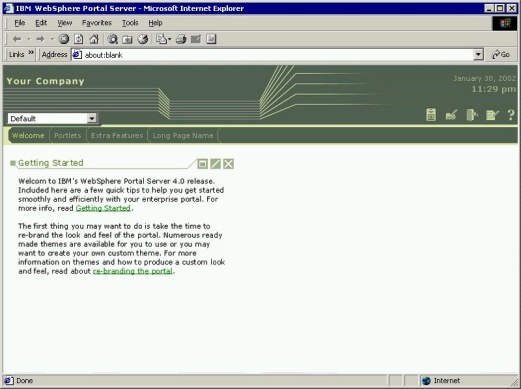 IBM WebSphere Portal Server - Microsoft Internet Explorer
File Edit View Favorites Tools Help
Links » Address about:blank Go
Your Company
January 30, 2002
11:29 pm
Default
Welcome Portlets Extra Features Long Page Name
Getting Started
Welcom to IBM's WebSphere Portal Server 4.0 release.
Included here are a few quick tips to help you get started
smoothly and efficiently with your enterprise portal. For
more info, read Getting Started.
The first thing you may want to do is take the time to
re-brand the look and feel of the portal. Numerous ready
made themes are available for you to use or you may
want to create your own custom theme. For more
information on themes and how to produce a custom look
and feel, read about re-branding the portal.
Done Internet